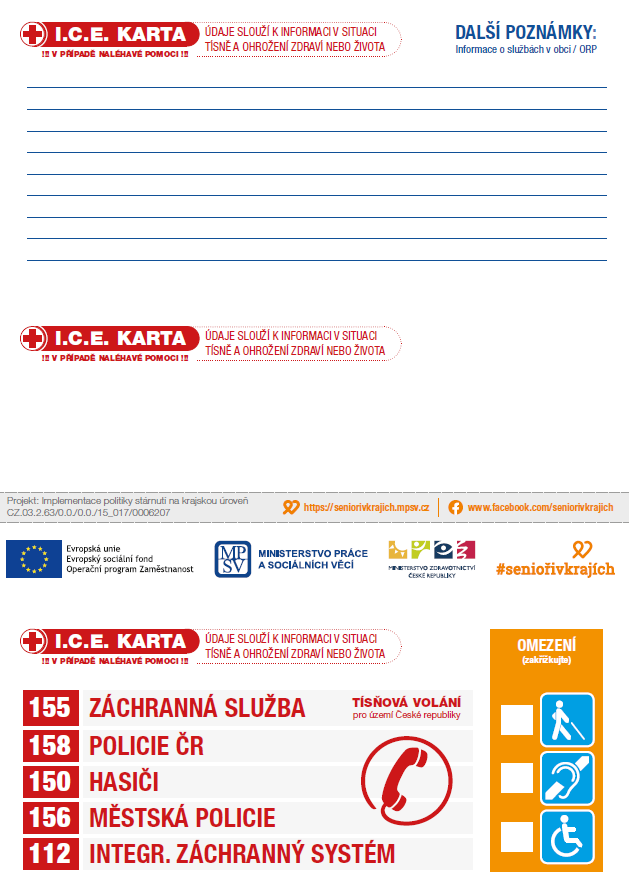 I.C.E. KARTA
!!! V PŘÍPADĚ NALÉHAVÉ POMOCI !!!
ÚDAJE SLOUŽÍ K INFORMACI V SITUACI
TÍSNĚ A OHROŽENÍ ZDRAVÍ NEBO ŽIVOTA
DALŠÍ POZNÁMKY:
Informace o službách v obci / ORP
I.C.E. KARTA
!!! V PŘÍPADĚ NALÉHAVÉ POMOCI !!!
ÚDAJE SLOUŽÍ K INFORMACI V SITUACI
TÍSNĚ A OHROŽENÍ ZDRAVÍ NEBO ŽIVOTA
Projekt: Implementace politiky stárnutí na krajskou úroveň
CZ.03.2.63/0.0./0.0./15_017/0006207
https://seniorivkrajich.mpsv.cz
www.facebook.com/seniorivkrajich
Evropská unie
Evropský sociální fond
Operační program Zaměstnanost
MP
SV
MINISTERSTVO PRÁCE
A SOCIÁLNÍCH VĚCÍ
MINISTERSTVO ZDRAVOTNICTVÍ
ČESKÉ REPUBLIKY
#seniořivkrajích
I.C.E. KARTA
!!! V PŘÍPADĚ NALÉHAVÉ POMOCI !!!
ÚDAJE SLOUŽÍ K INFORMACI V SITUACI
TÍSNĚ A OHROŽENÍ ZDRAVÍ NEBO ŽIVOTA
OMEZENÍ
(zakřížkujte)
155 ZÁCHRANNÁ SLUŽBA
TÍSŇOVÁ VOLÁNÍ
pro území České republiky
158 POLICIE ČR
150 HASIČI
156 MĚSTSKÁ POLICIE
112 INTEGR. ZÁCHRANNÝ SYSTÉM